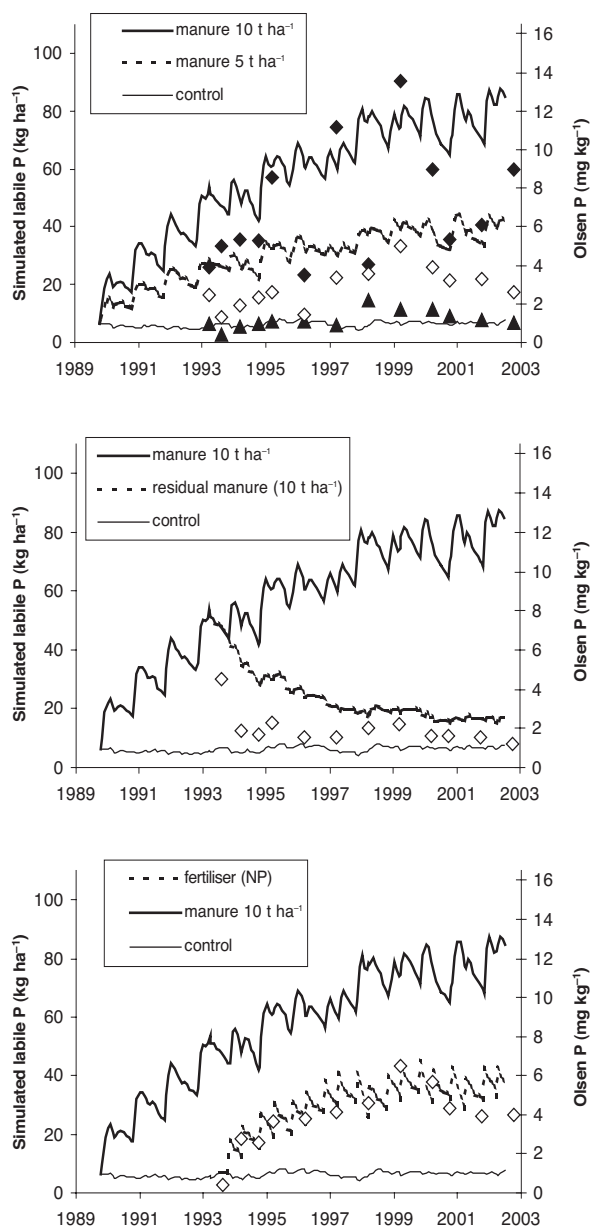 manure 10 t ha⁻¹
manure 5 t ha⁻¹
control
Simulated labile P (kg ha⁻¹)
100
80
60
40
20
0
Olsen P (mg kg⁻¹)
16
14
12
10
8
6
4
2
0
1989 1991 1993 1995 1997 1999 2001 2003
manure 10 t ha⁻¹
residual manure (10 t ha⁻¹)
control
Simulated labile P (kg ha⁻¹)
100
80
60
40
20
0
Olsen P (mg kg⁻¹)
16
14
12
10
8
6
4
2
0
1989 1991 1993 1995 1997 1999 2001 2003
fertiliser (NP)
manure 10 t ha⁻¹
control
Simulated labile P (kg ha⁻¹)
100
80
60
40
20
0
Olsen P (mg kg⁻¹)
16
14
12
10
8
6
4
2
0
1989 1991 1993 1995 1997 1999 2001 2003